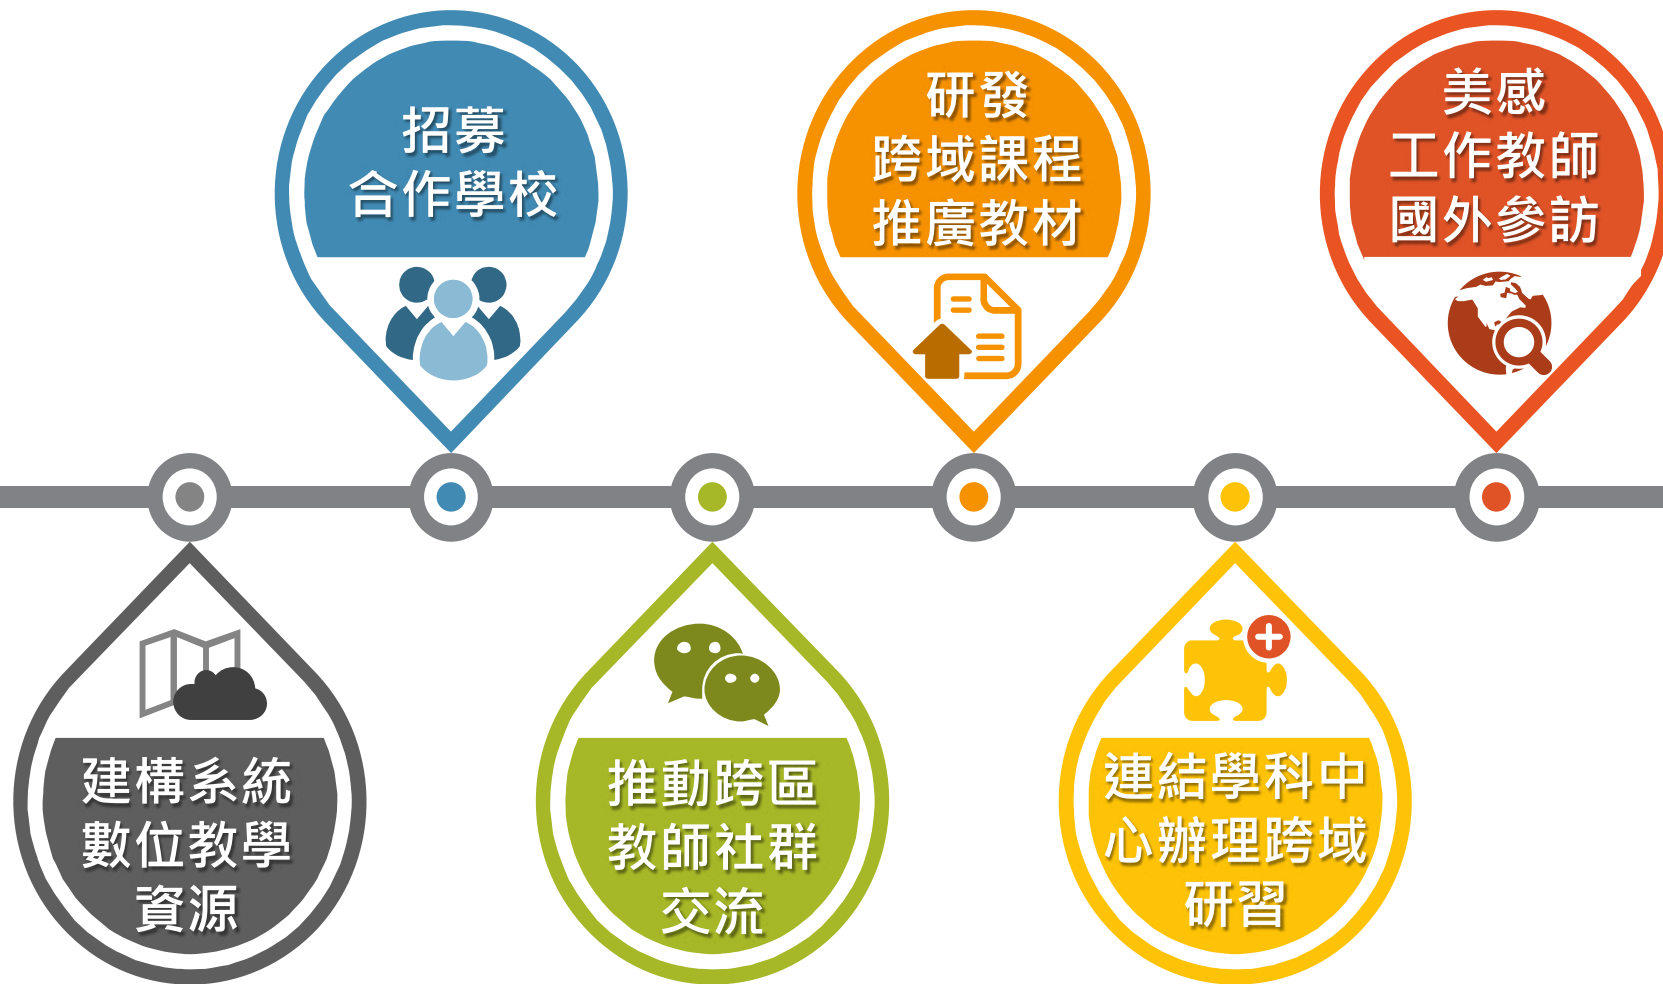 招募
合作學校
研發
跨域課程
推廣教材
美感
工作教師
國外參訪
建構系統
數位教學
資源
推動跨區
教師社群
交流
連結學科中
心辦理跨域
研習